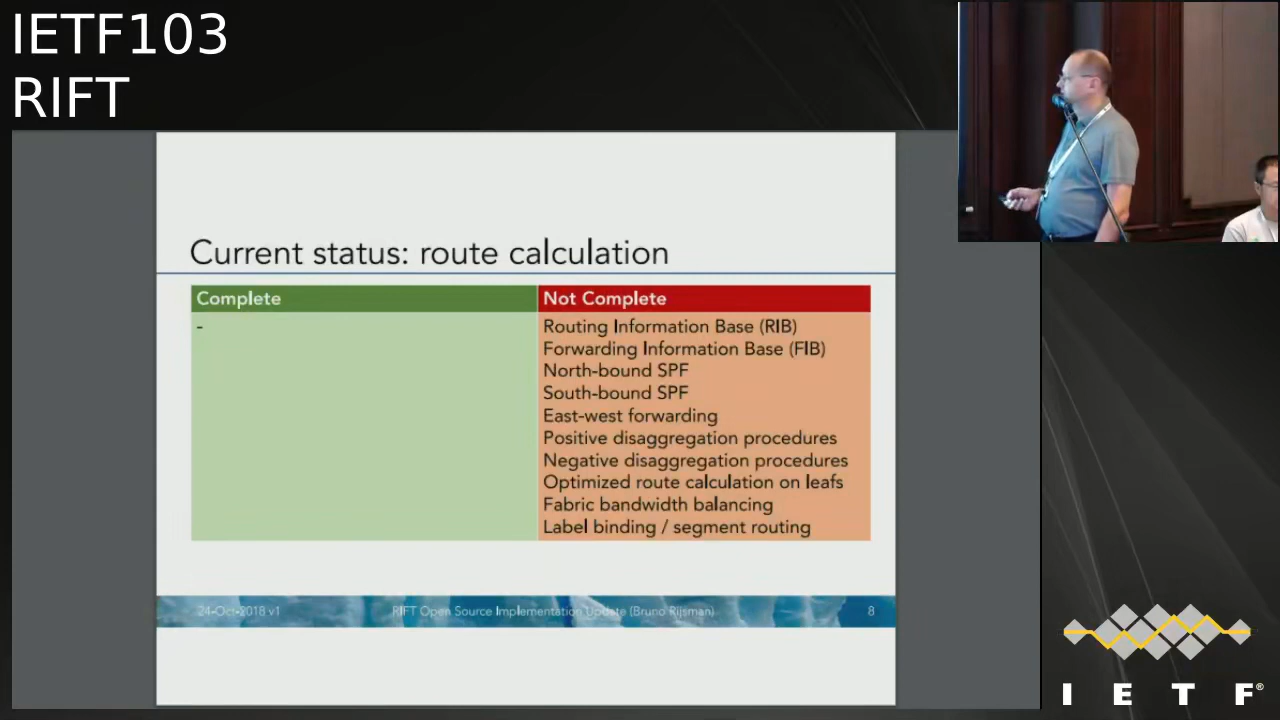 IETF103
RIFT
Current status: route calculation
Complete
Not Complete
-
Routing Information Base (RIB)
Forwarding Information Base (FIB)
North-bound SPF
South-bound SPF
East-west forwarding
Positive disaggregation procedures
Negative disaggregation procedures
Optimized route calculation on leafs
Fabric bandwidth balancing
Label binding / segment routing
24-Oct-2018 v1
RIFT Open Source Implementation Update (Bruno Rijsman)
8
I E T F®